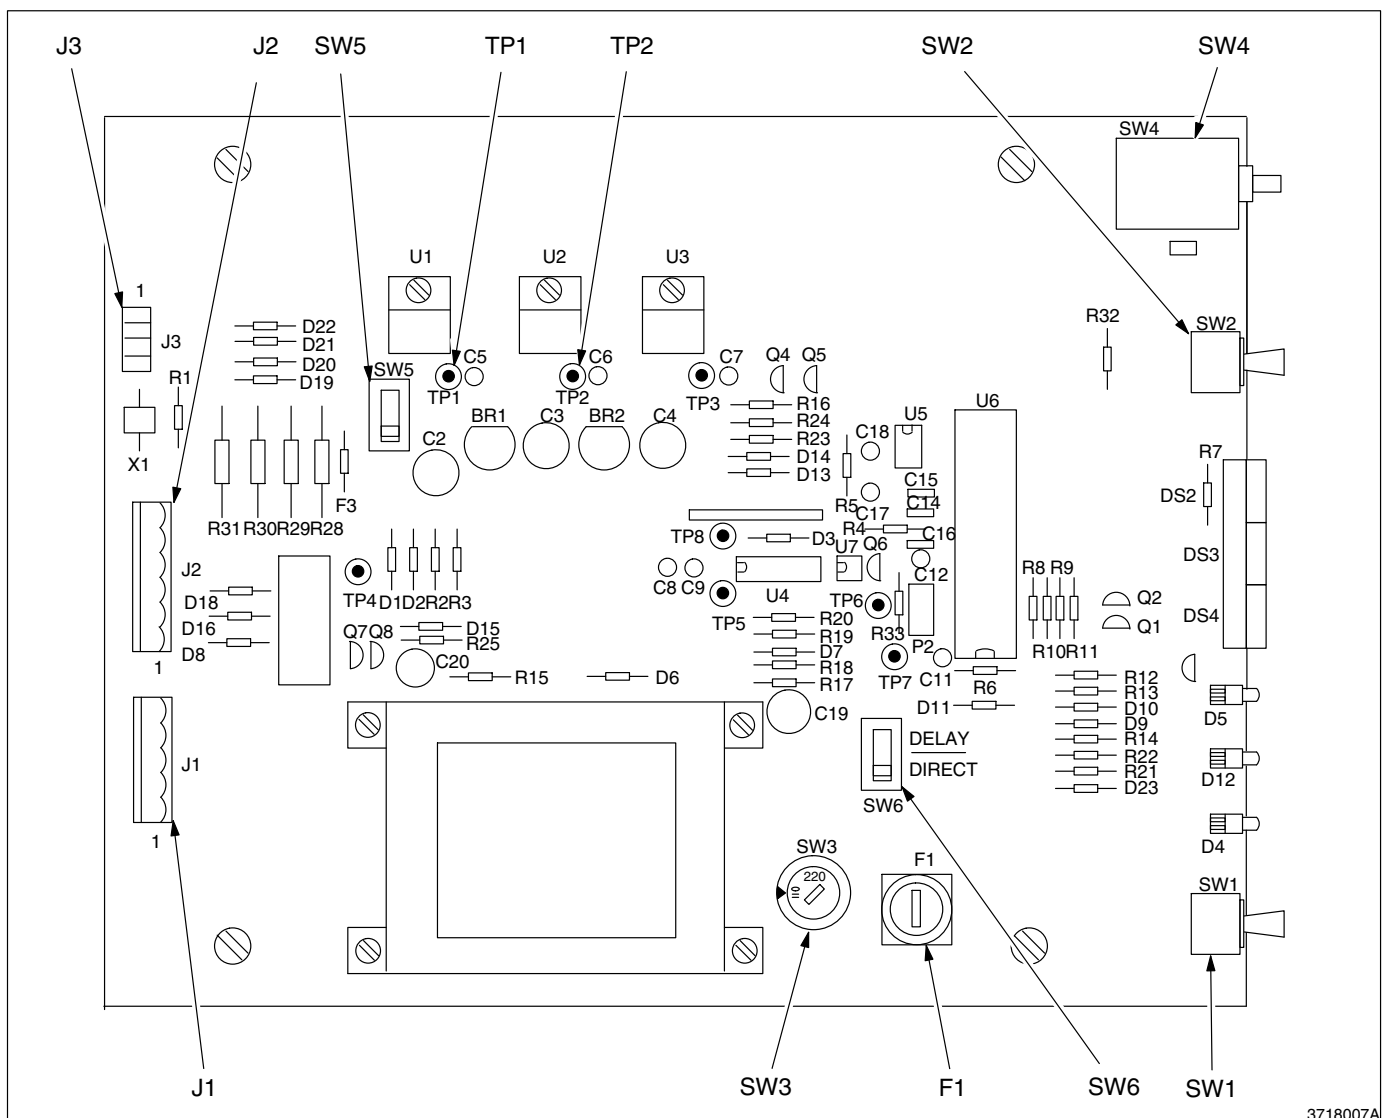 J3 J2 SW5 TP1 TP2 SW2 SW4
SW4
U1 U2 U3
1
J3
R1
X1
D22
D21
D20
D19
SW5
TP1
C5
TP2
C6
TP3
C7
Q4 Q5
R32
SW2
BR1 C3 BR2 C4
C2
R16
R24
R23
D14
D13
C18
U5
U6
R7
DS2
DS3
DS4
R31 R30 R29 R28
F3
R5
C17
C15
C14
R4
C16
TP8
D3
U7 Q6
J2
1
D18
D16
D8
TP4
D1 D2 R2 R3
C8 C9
U4
TP5
TP6
C12
R33
P2
R8 R9
R10 R11
Q2
Q1
Q7 Q8
D15
R25
C20
R15
D6
R20
R19
D7
R18
R17
C19
TP7
C11
R6
D11
R12
R13
D10
D9
R14
R22
R21
D23
D5
D12
D4
J1
1
DELAY
DIRECT
SW6
SW3
220
110
F1
SW1
J1 SW3 F1 SW6 SW1
3718007A